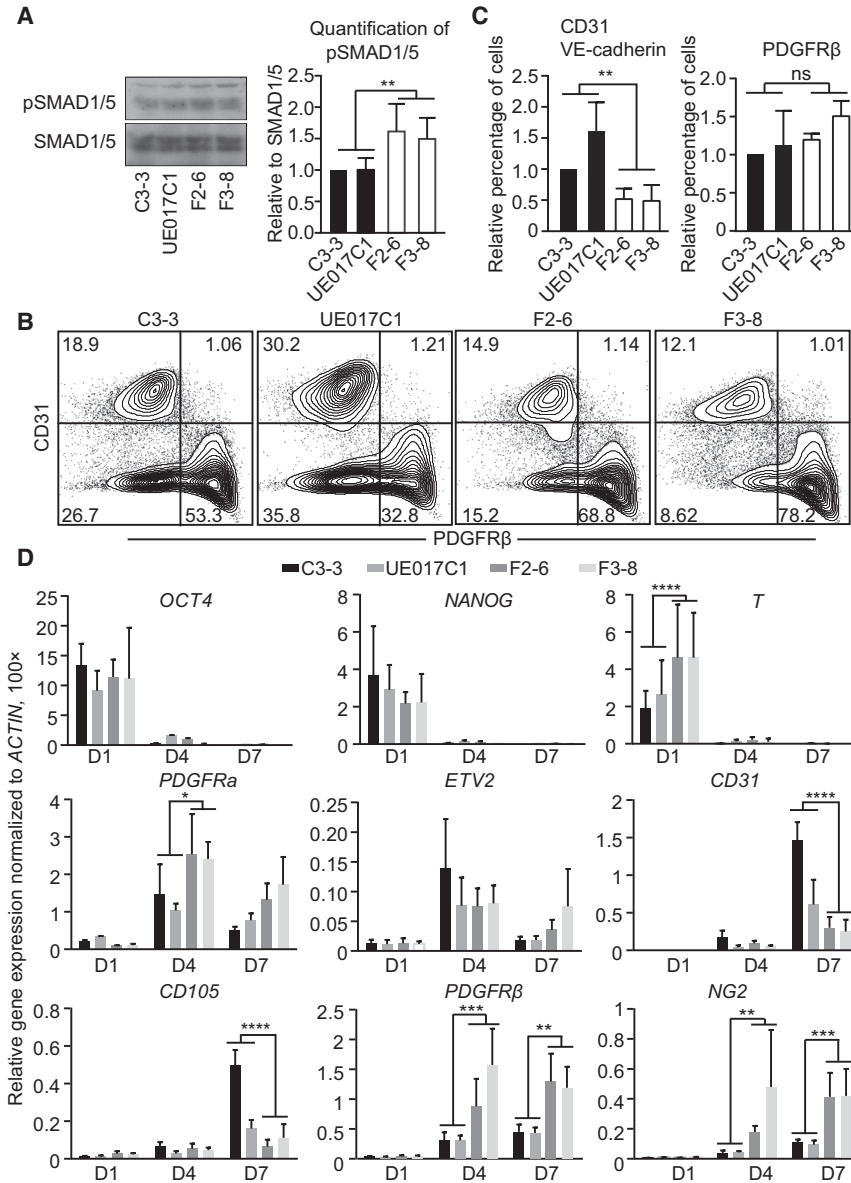 A
pSMAD1/5
SMAD1/5
C3-3
UE017C1
F2-6
F3-8
Quantification of
pSMAD1/5
Relative to SMAD1/5
2.5
2.0
1.5
1.0
0.5
0.0
**
C3-3
UE017C1
F2-6
F3-8
C
CD31
VE-cadherin
Relative percentage of cells
2.5
2.0
1.5
1.0
0.5
0
**
C3-3
UE017C1
F2-6
F3-8
PDGFRβ
Relative percentage of cells
2.0
1.5
1.0
0.5
0
ns
C3-3
UE017C1
F2-6
F3-8
B
C3-3 UE017C1 F2-6 F3-8
CD31
18.9 1.06 30.2 1.21 14.9 1.14 12.1 1.01
26.7 53.3 35.8 32.8 15.2 68.8 8.62 78.2
PDGFRβ
D
C3-3 UE017C1 F2-6 F3-8
Relative gene expression normalized to ACTIN, 100×
OCT4
25
20
15
10
5
0
D1 D4 D7
NANOG
8
6
4
2
0
D1 D4 D7
T
****
8
6
4
2
0
D1 D4 D7
PDGFRa
*
4
3
2
1
0
D1 D4 D7
ETV2
0.25
0.20
0.15
0.10
0.05
0
D1 D4 D7
CD31
****
2
1.5
1
0.5
0
D1 D4 D7
CD105
****
0.8
0.6
0.4
0.2
0
D1 D4 D7
PDGFRβ
*** **
2.5
2.0
1.5
1.0
0.5
0
D1 D4 D7
NG2
** ***
1
0.8
0.6
0.4
0.2
0
D1 D4 D7